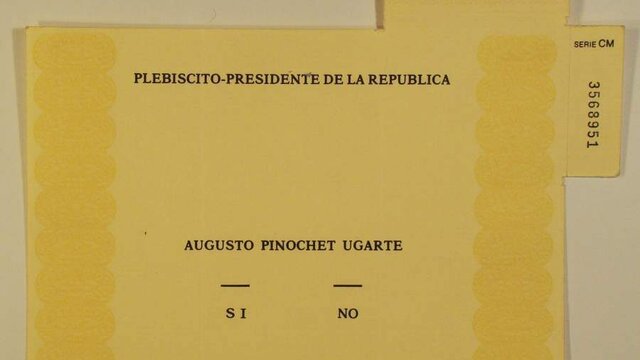 SERIE CM
3568951
PLEBISCITO-PRESIDENTE DE LA REPUBLICA
AUGUSTO PINOCHET UGARTE
SI NO